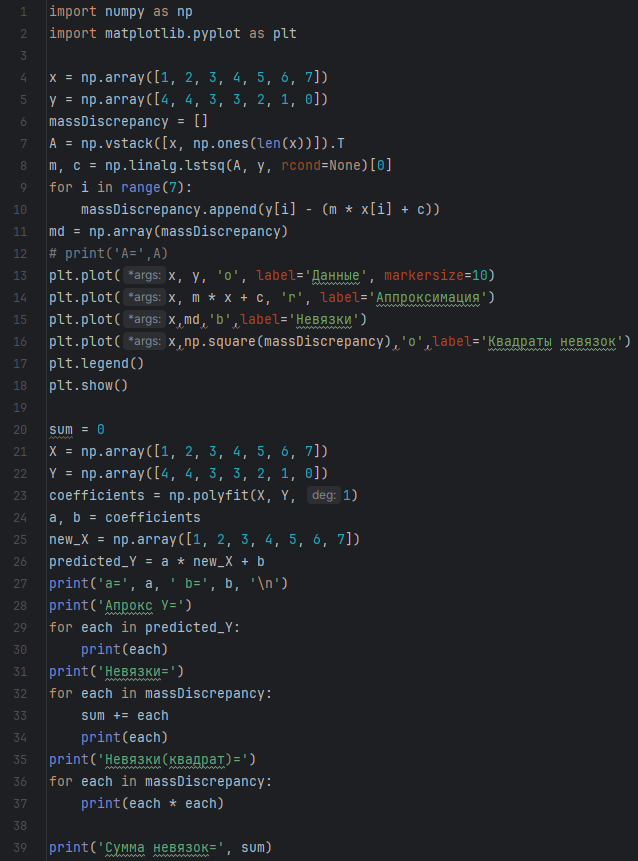 1 import numpy as np
2 import matplotlib.pyplot as plt
3
4 x = np.array([1, 2, 3, 4, 5, 6, 7])
5 y = np.array([4, 4, 3, 3, 2, 1, 0])
6 massDiscrepancy = []
7 A = np.vstack([x, np.ones(len(x))]).T
8 m, c = np.linalg.lstsq(A, y, rcond=None)[0]
9 for i in range(7):
10     massDiscrepancy.append(y[i] - (m * x[i] + c))
11 md = np.array(massDiscrepancy)
12 # print('A=',A)
13 plt.plot( *args: x, y, 'o', label='Данные', markersize=10)
14 plt.plot( *args: x, m * x + c, 'r', label='Аппроксимация')
15 plt.plot( *args: x,md,'b',label='Невязки')
16 plt.plot( *args: x,np.square(massDiscrepancy),'o',label='Квадраты невязок')
17 plt.legend()
18 plt.show()
19
20 sum = 0
21 X = np.array([1, 2, 3, 4, 5, 6, 7])
22 Y = np.array([4, 4, 3, 3, 2, 1, 0])
23 coefficients = np.polyfit(X, Y, deg: 1)
24 a, b = coefficients
25 new_X = np.array([1, 2, 3, 4, 5, 6, 7])
26 predicted_Y = a * new_X + b
27 print('a=', a, ' b=', b, '\n')
28 print('Апрокс Y=')
29 for each in predicted_Y:
30     print(each)
31 print('Невязки=')
32 for each in massDiscrepancy:
33     sum += each
34     print(each)
35 print('Невязки(квадрат)=')
36 for each in massDiscrepancy:
37     print(each * each)
38
39 print('Сумма невязок=', sum)